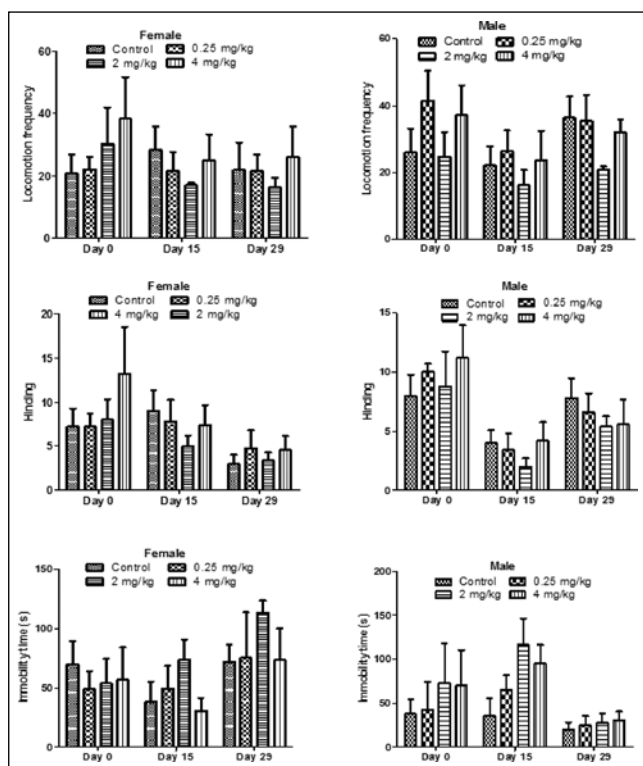 Female
Control 0.25 mg/kg
2 mg/kg 4 mg/kg
Locomotion frequency
60
40
20
0
Day 0 Day 15 Day 29
Male
Control 0.25 mg/kg
2 mg/kg 4 mg/kg
Locomotion frequency
60
40
20
0
Day 0 Day 15 Day 29
Female
Control 0.25 mg/kg
4 mg/kg 2 mg/kg
Hinding
20
15
10
5
0
Day 0 Day 15 Day 29
Male
Control 0.25 mg/kg
2 mg/kg 4 mg/kg
Hinding
15
10
5
0
Day 0 Day 15 Day 29
Female
Control 0.25 mg/kg
2 mg/kg 4 mg/kg
Immobility time (s)
150
100
50
0
Day 0 Day 15 Day 29
Male
Control 0.25 mg/kg
2 mg/kg 4 mg/kg
Immobility time (s)
200
150
100
50
0
Day 0 Day 15 Day 29